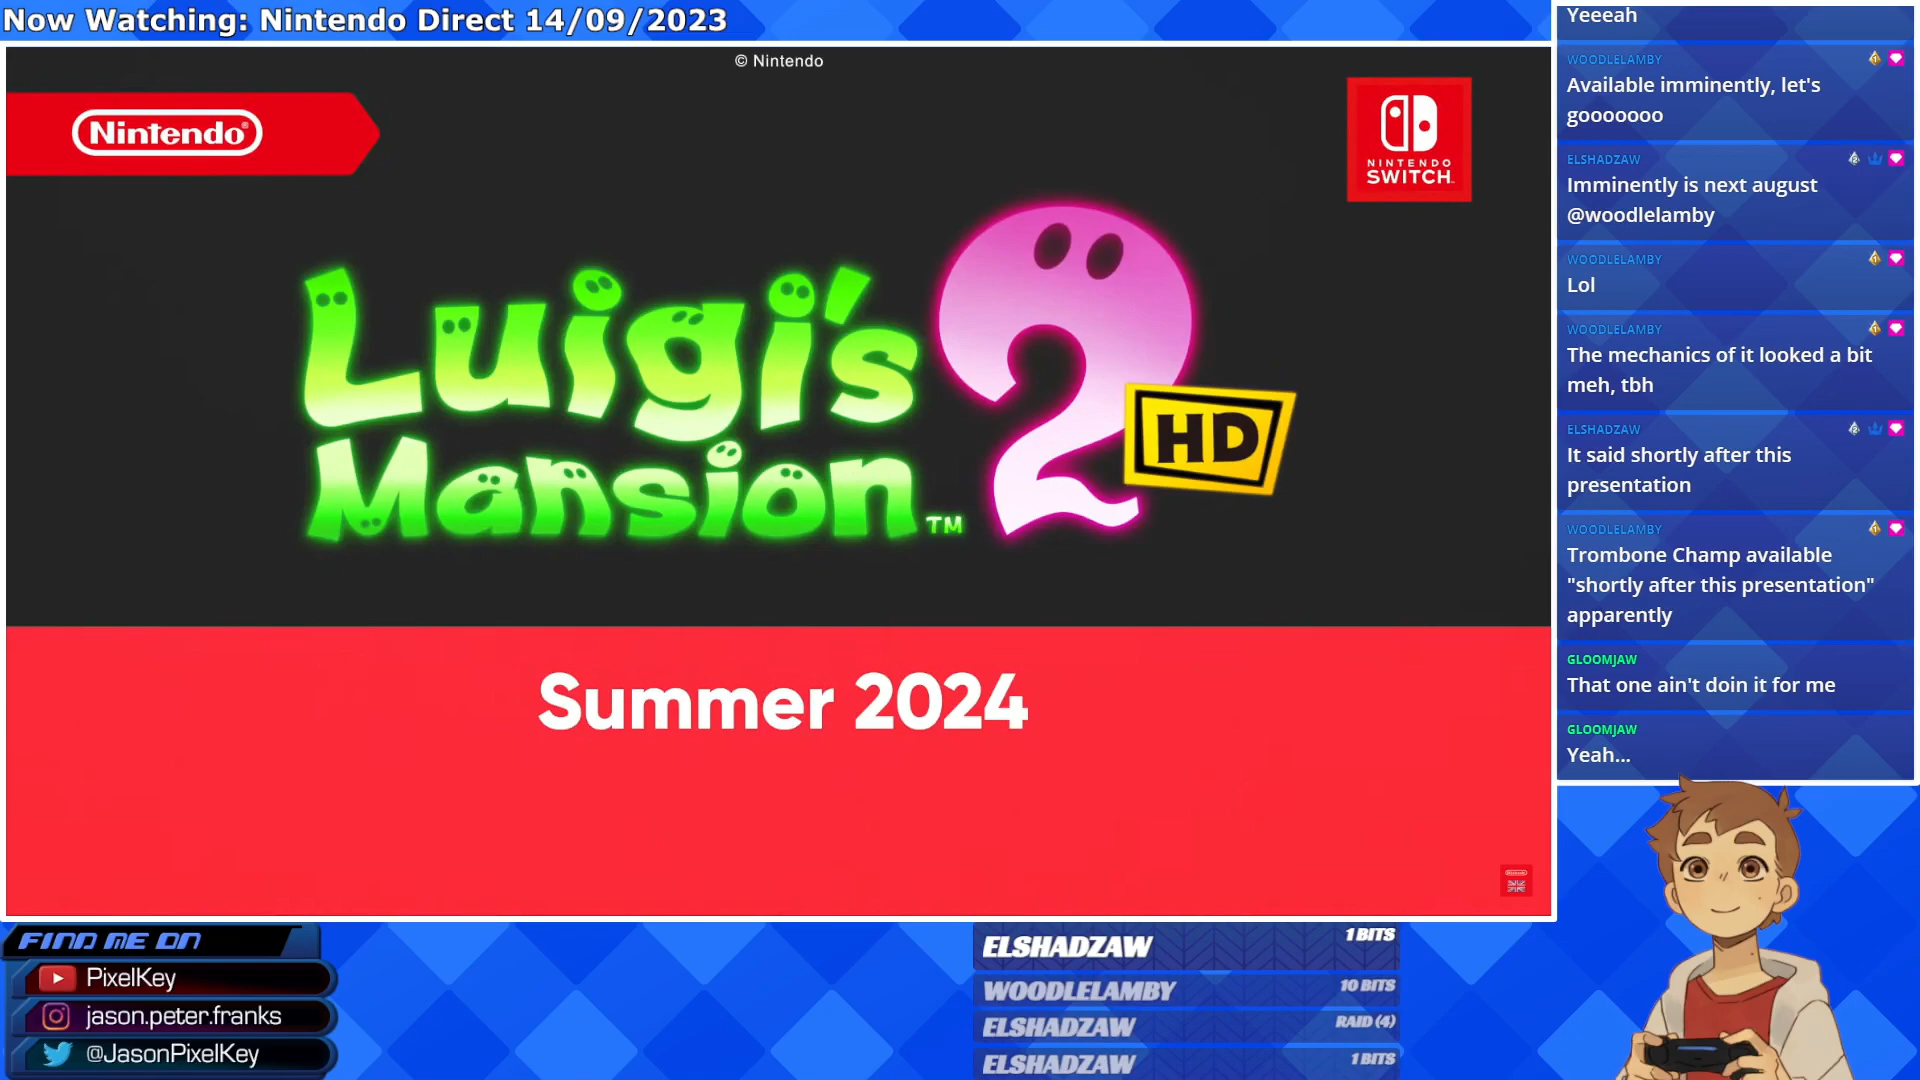 Now Watching: Nintendo Direct 14/09/2023
© Nintendo
Nintendo®
NINTENDO
SWITCH™
Luigi's
Mansion™ 2
HD
Summer 2024
Yeeeah
WOODLELAMBY
Available imminently, let's
gooooooo
ELSHADZAW
Imminently is next august
@woodlelamby
WOODLELAMBY
Lol
WOODLELAMBY
The mechanics of it looked a bit
meh, tbh
ELSHADZAW
It said shortly after this
presentation
WOODLELAMBY
Trombone Champ available
"shortly after this presentation"
apparently
GLOOMJAW
That one ain't doin it for me
GLOOMJAW
Yeah...
FIND ME ON
PixelKey
jason.peter.franks
@JasonPixelKey
ELSHADZAW 1 BITS
WOODLELAMBY 10 BITS
ELSHADZAW RAID (4)
ELSHADZAW 1 BITS